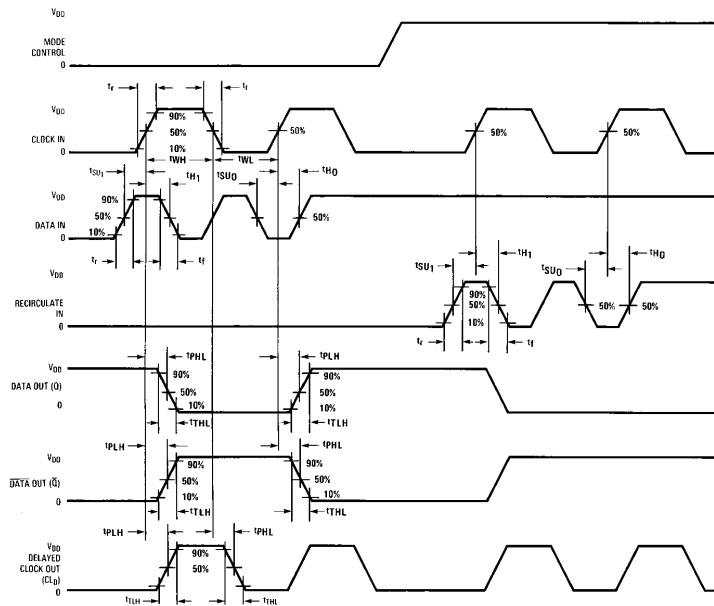 VDD
MODE
CONTROL
0
tr
tf
VDD
90%
CLOCK IN
50%
50%
50%
50%
10%
0
tWH
tWL
tSU1
tH1
tSU0
tH0
VDD
90%
DATA IN
50%
50%
10%
0
tr
tf
tSU1
tH1
tSU0
tH0
VDD
90%
RECIRCULATE
IN
50%
50%
50%
0
10%
tr
tf
tPHL
tPLH
VDD
90%
90%
DATA OUT (Q)
50%
50%
0
10%
10%
tTHL
tTLH
tPLH
tPHL
VDD
90%
90%
DATA OUT (Q̅)
50%
50%
0
10%
10%
tTLH
tTHL
tPLH
tPHL
VDD
DELAYED
CLOCK OUT
(CLD)
90%
50%
0
tTLH
tTHL